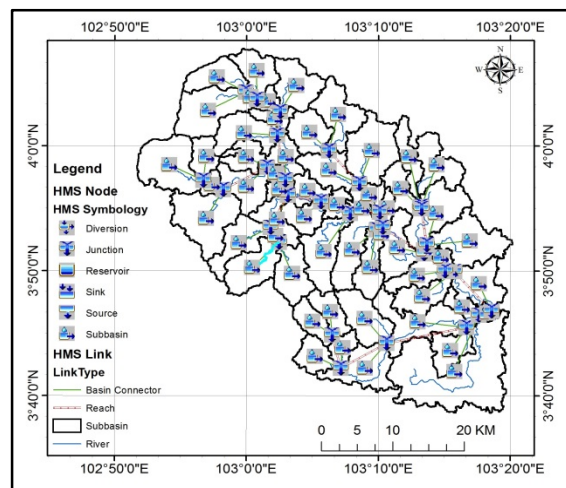 102°50'0"E 103°0'0"E 103°10'0"E 103°20'0"E
N
W E
S
4°0'0"N 4°0'0"N
Legend
HMS Node
HMS Symbology
Diversion
Junction
Reservoir
3°50'0"N 3°50'0"N
Sink
Source
Subbasin
HMS Link
LinkType
Basin Connector
3°40'0"N 3°40'0"N
Reach
Subbasin
River
0 5 10 20 KM
102°50'0"E 103°0'0"E 103°10'0"E 103°20'0"E